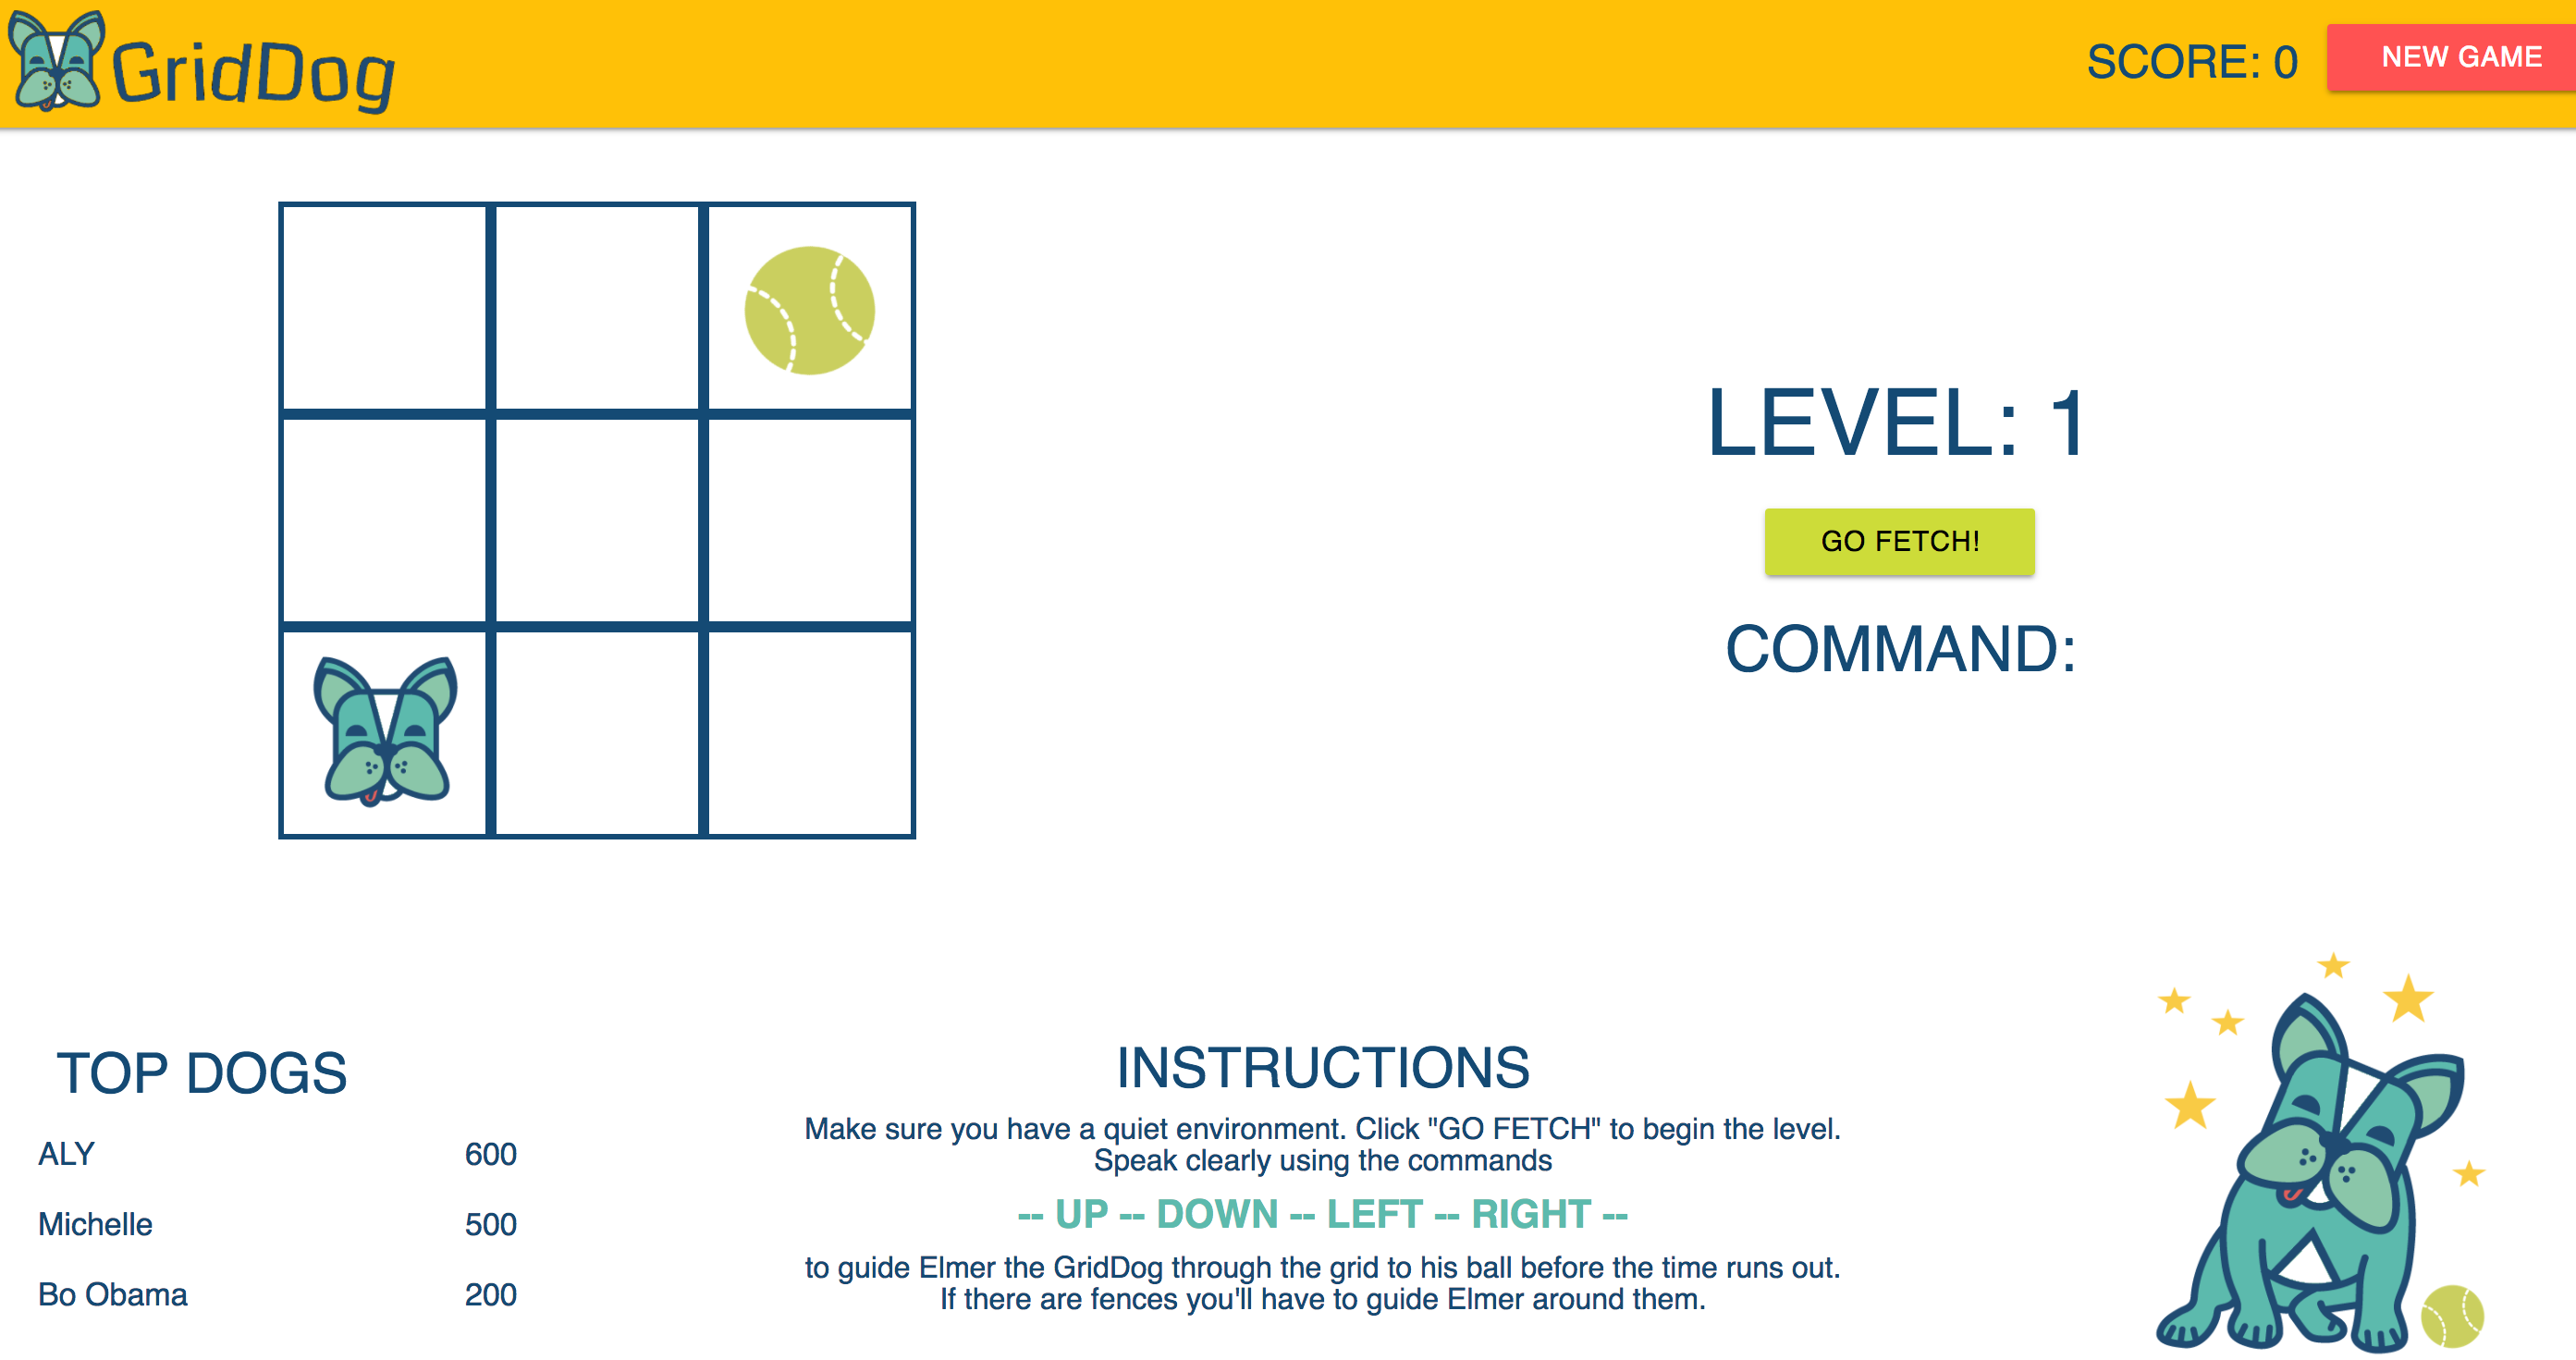 GridDog
SCORE: 0
NEW GAME
LEVEL: 1
GO FETCH!
COMMAND:
TOP DOGS
ALY 600
Michelle 500
Bo Obama 200
INSTRUCTIONS
Make sure you have a quiet environment. Click "GO FETCH" to begin the level.
Speak clearly using the commands
-- UP -- DOWN -- LEFT -- RIGHT --
to guide Elmer the GridDog through the grid to his ball before the time runs out.
If there are fences you'll have to guide Elmer around them.